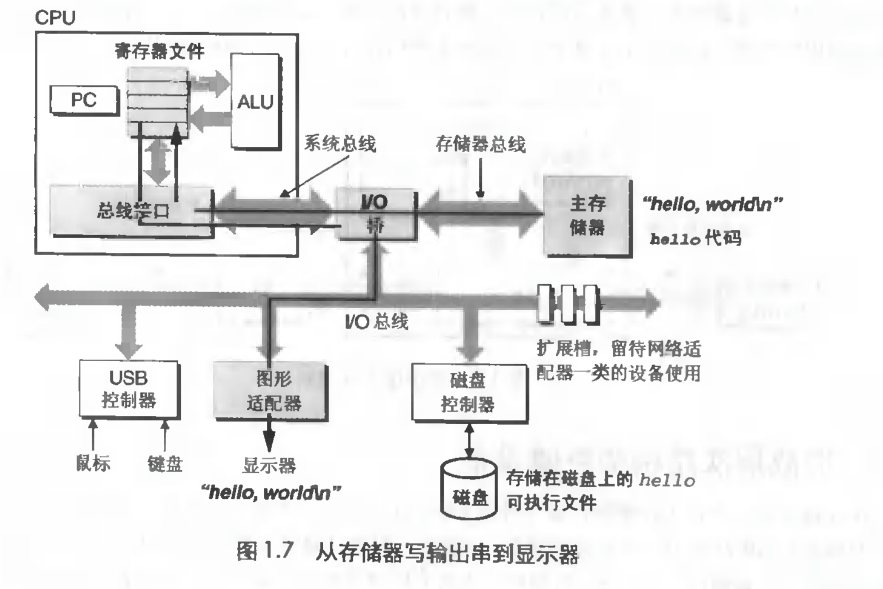 CPU
寄存器文件
PC
ALU
系统总线
存储器总线
总线接口
I/O
桥
主存
储器
"hello, world\n"
hello代码
I/O 总线
扩展槽，留待网络适
配器一类的设备使用
USB
控制器
图形
适配器
磁盘
控制器
鼠标
键盘
显示器
"hello, world\n"
磁盘
存储在磁盘上的 hello
可执行文件
图 1.7 从存储器写输出串到显示器